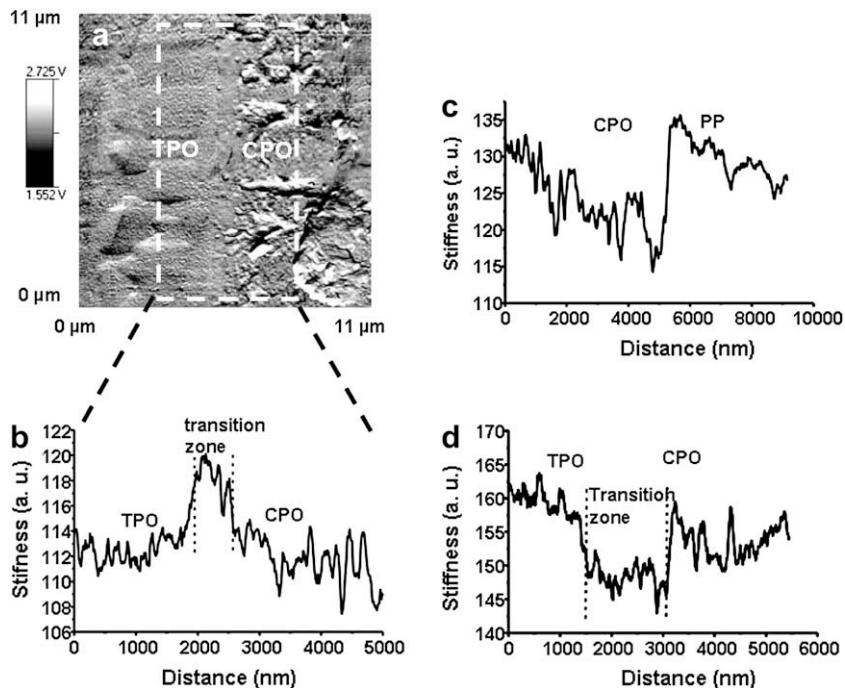 11 µm
a
2.725 V
TPO
CPO
1.552 V
0 µm
0 µm
11 µm
c
135
130
125
120
115
110
Stiffness (a. u.)
CPO
PP
0
2000
4000
6000
8000
10000
Distance (nm)
b
122
120
118
116
114
112
110
108
106
Stifness (a. u.)
transition
zone
TPO
CPO
0
1000
2000
3000
4000
5000
Distance (nm)
d
170
165
160
155
150
145
140
Stiffness (a. u.)
TPO
CPO
Transition
zone
0
1000
2000
3000
4000
5000
6000
Distance (nm)